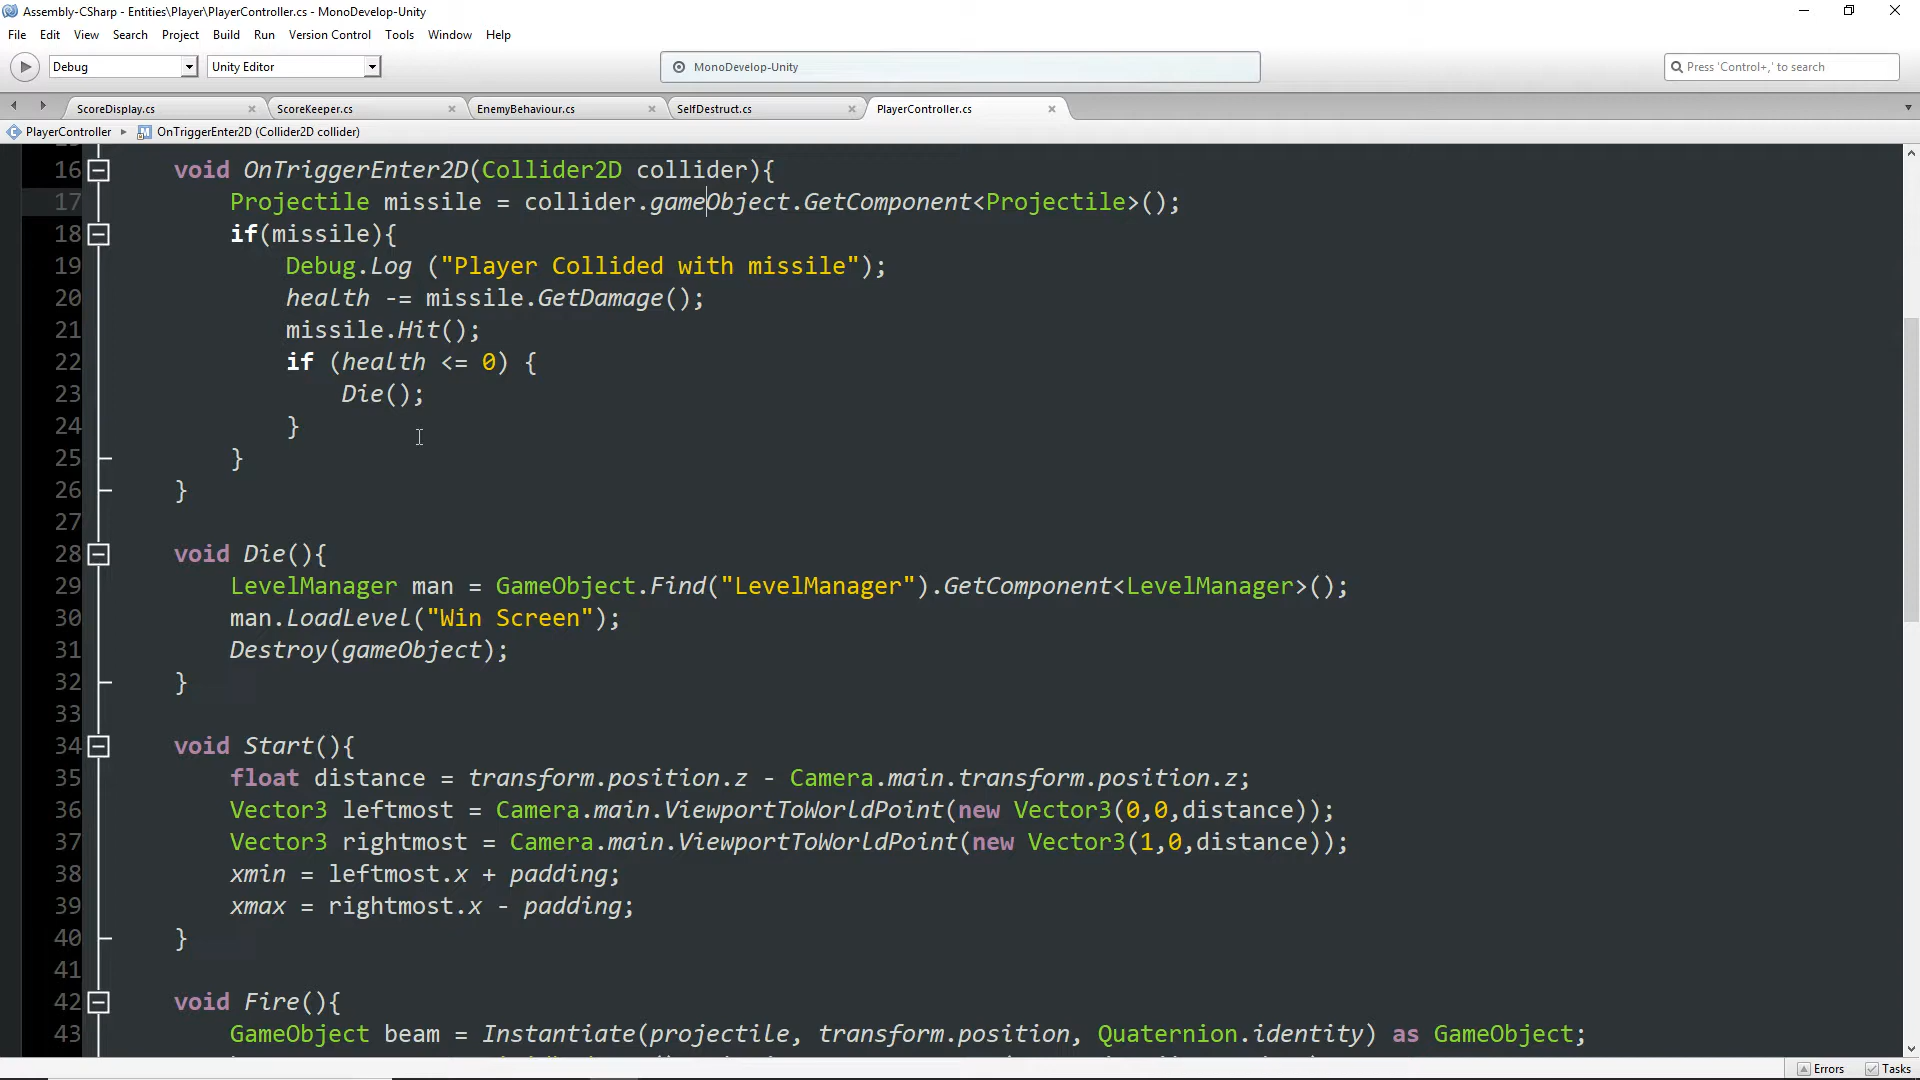 Assembly-CSharp - Entities\Player\PlayerController.cs - MonoDevelop-Unity
File Edit View Search Project Build Run Version Control Tools Window Help
Debug Unity Editor MonoDevelop-Unity Press 'Control+,' to search
ScoreDisplay.cs ScoreKeeper.cs EnemyBehaviour.cs SelfDestruct.cs PlayerController.cs
PlayerController OnTriggerEnter2D (Collider2D collider)
16 void OnTriggerEnter2D(Collider2D collider){
17 Projectile missile = collider.gameObject.GetComponent<Projectile>();
18 if(missile){
19 Debug.Log ("Player Collided with missile");
20 health -= missile.GetDamage();
21 missile.Hit();
22 if (health <= 0) {
23 Die();
24 }
25 }
26 }
27
28 void Die(){
29 LevelManager man = GameObject.Find("LevelManager").GetComponent<LevelManager>();
30 man.LoadLevel("Win Screen");
31 Destroy(gameObject);
32 }
33
34 void Start(){
35 float distance = transform.position.z - Camera.main.transform.position.z;
36 Vector3 leftmost = Camera.main.ViewportToWorldPoint(new Vector3(0,0,distance));
37 Vector3 rightmost = Camera.main.ViewportToWorldPoint(new Vector3(1,0,distance));
38 xmin = leftmost.x + padding;
39 xmax = rightmost.x - padding;
40 }
41
42 void Fire(){
43 GameObject beam = Instantiate(projectile, transform.position, Quaternion.identity) as GameObject;
Errors Tasks